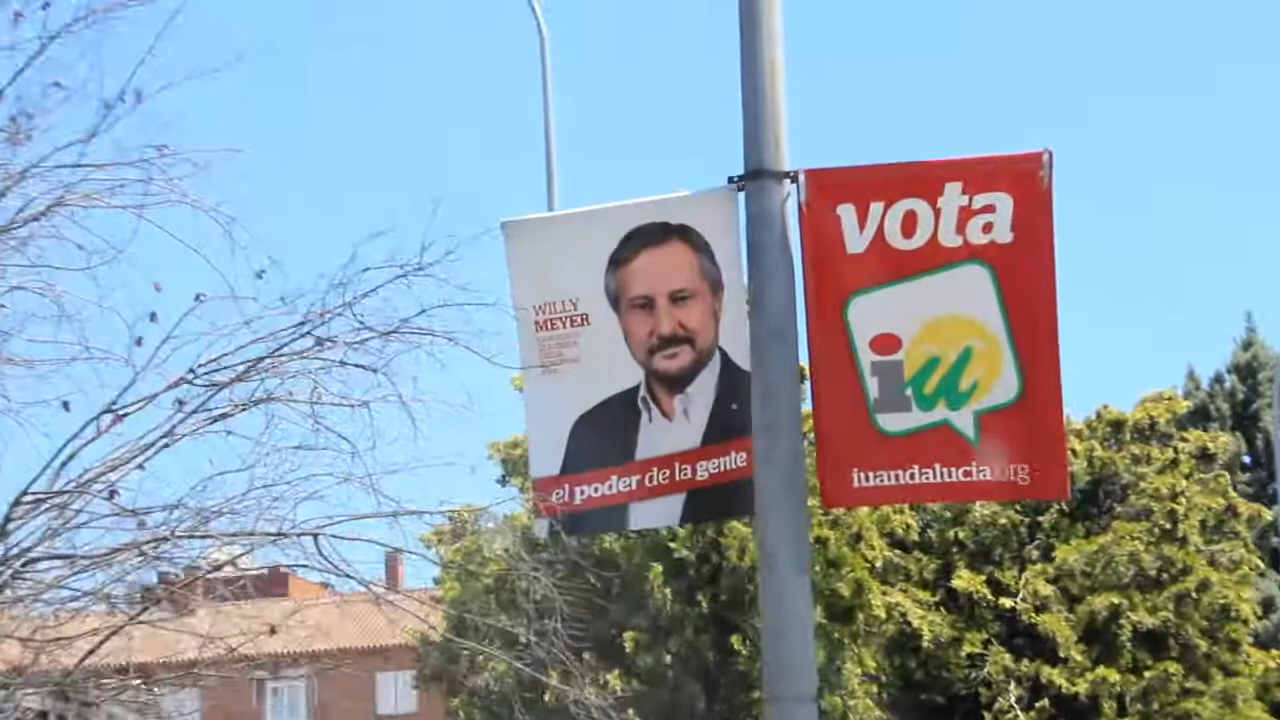 WILLY
MEYER
el poder de la gente
vota
iu
iuandalucia.org